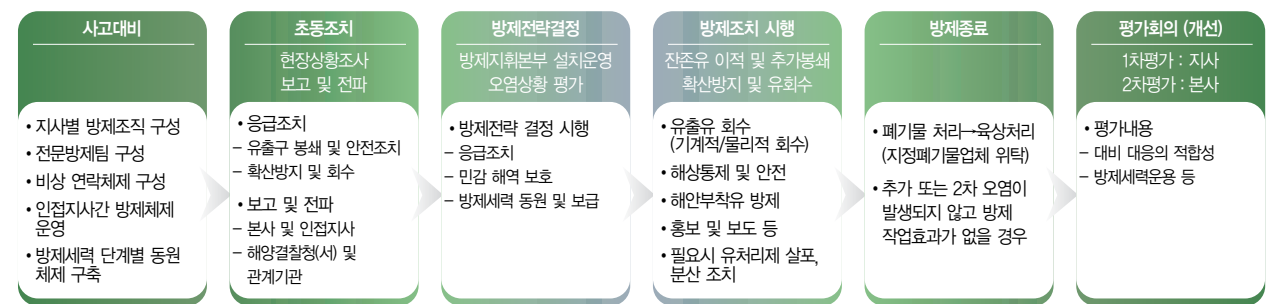 사고대비
• 지사별 방제조직 구성
• 전문방제팀 구성
• 비상 연락체제 구성
• 인접지사간 방제체제
운영
• 방제세력 단계별 동원
체제 구축
초동조치
현장상황조사
보고 및 전파
• 응급조치
– 유출구 봉쇄 및 안전조치
– 확산방지 및 회수
• 보고 및 전파
– 본사 및 인접지사
– 해양결찰청(서) 및
관계기관
방제전략결정
방제지휘본부 설치운영
오염상황 평가
• 방제전략 결정 시행
– 응급조치
– 민감 해역 보호
– 방제세력 동원 및 보급
방제조치 시행
잔존유 이적 및 추가봉쇄
확산방지 및 유회수
• 유출유 회수
(기계적/물리적 회수)
• 해상통제 및 안전
• 해안부착유 방제
• 홍보 및 보도 등
• 필요시 유처리제 살포,
분산 조치
방제종료
• 폐기물 처리→육상처리
(지정폐기물업체 위탁)
• 추가 또는 2차 오염이
발생되지 않고 방제
작업효과가 없을 경우
평가회의 (개선)
1차평가 : 지사
2차평가 : 본사
• 평가내용
– 대비 대응의 적합성
– 방제세력운용 등